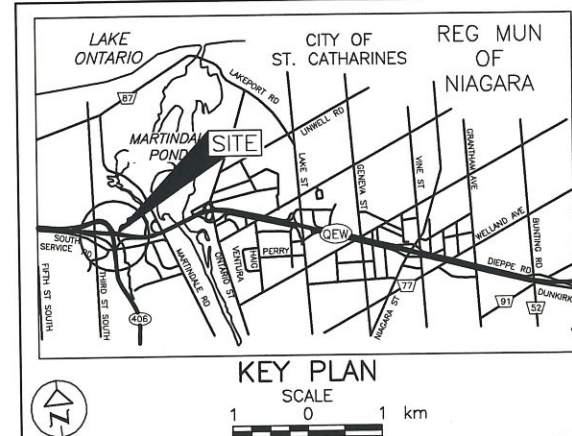 LAKE
ONTARIO
CITY OF
ST. CATHARINES
REG MUN
OF
NIAGARA
87
LAKEPORT RD
LINWELL RD
MARTINDALE
POND
SITE
LAKE ST
GENEVA ST
VINE ST
GRANTHAM AVE
WELLAND AVE
BUNTING RD
QEW
SOUTH
SERVICE RD
FIFTH ST SOUTH
THIRD ST SOUTH
406
MARTINDALE RD
ONTARIO ST
VENTURA
HAIG
PERRY
NIAGARA ST
77
DIEPPE RD
91
52
DUNKIRK
KEY PLAN
SCALE
1 0 1 km
N